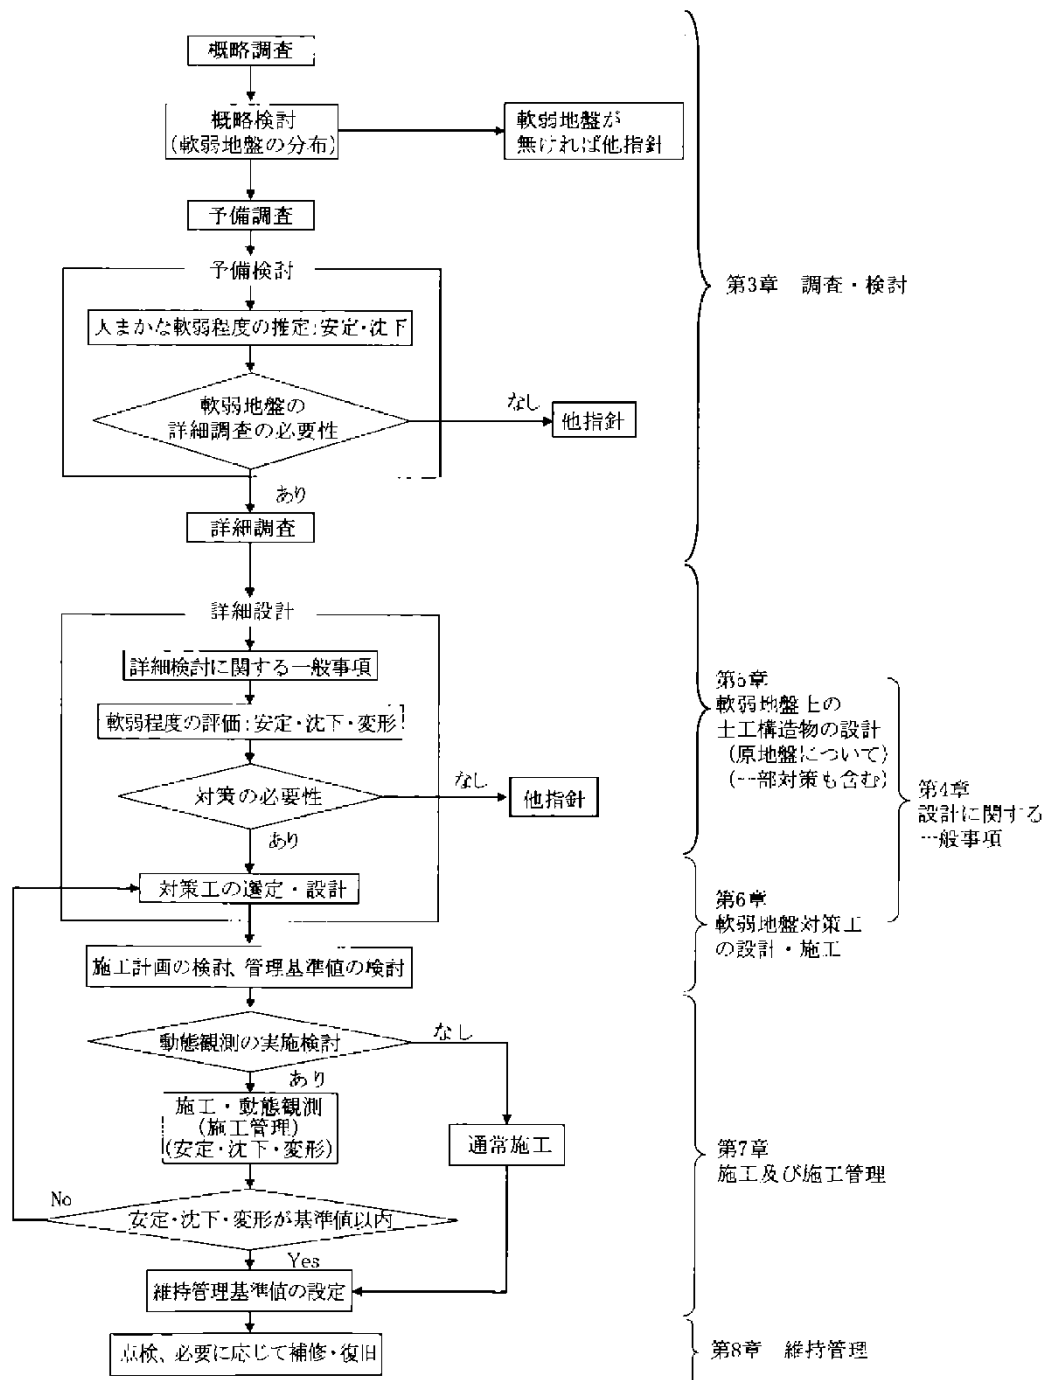 概略調査
概略検討
(軟弱地盤の分布)
軟弱地盤が
無ければ他指針
予備調査
予備検討
大まかな軟弱程度の推定:安定・沈下
軟弱地盤の
詳細調査の必要性
なし
他指針
あり
詳細調査
第3章 調査・検討
詳細設計
詳細検討に関する一般事項
軟弱程度の評価:安定・沈下・変形
対策の必要性
なし
他指針
あり
対策工の選定・設計
第5章
軟弱地盤上の
土工構造物の設計
(原地盤について)
(一部対策も含む)
第4章
設計に関する
一般事項
第6章
軟弱地盤対策工
の設計・施工
施工計画の検討、管理基準値の検討
動態観測の実施検討
なし
あり
施工・動態観測
(施工管理)
(安定・沈下・変形)
通常施工
No
安定・沈下・変形が基準値以内
Yes
維持管理基準値の設定
第7章
施工及び施工管理
点検、必要に応じて補修・復旧
第8章 維持管理